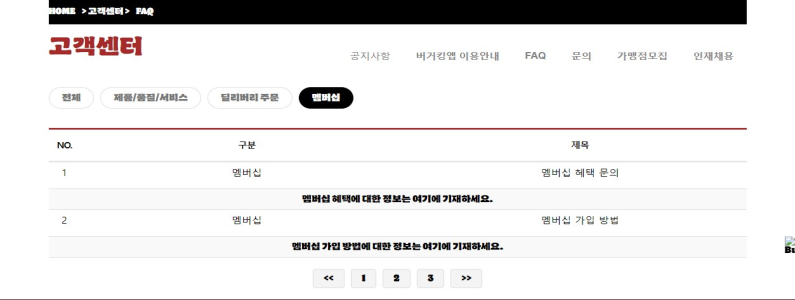 HOME > 고객센터 > FAQ
고객센터
공지사항 버거킹앱 이용안내 FAQ 문의 가맹점모집 인재채용
전체 제품/품질/서비스 딜리버리 주문 멤버십
NO. 구분 제목
1 멤버십 멤버십 혜택 문의
멤버십 혜택에 대한 정보는 여기에 기재하세요.
2 멤버십 멤버십 가입 방법
멤버십 가입 방법에 대한 정보는 여기에 기재하세요.
<< 1 2 3 >>